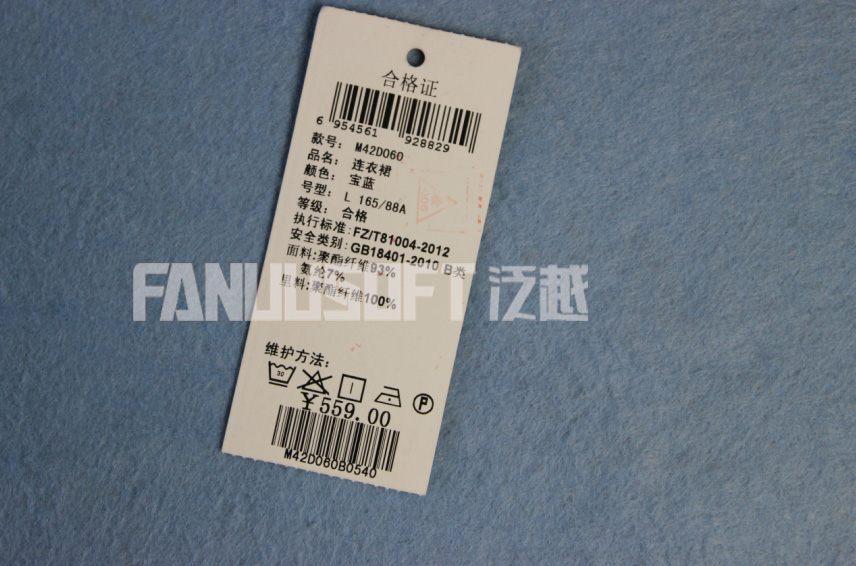 合格证
6 954561 928829
款号： M42D060
品名： 连衣裙
颜色： 宝蓝
号型： L 165/88A
等级： 合格
执行标准：FZ/T81004-2012
安全类别：GB18401-2010 B类
面料：聚酯纤维93%
氨纶7%
里料：聚酯纤维100%
FANUUSOFT 泛越
维护方法：
30
P
¥559.00
M42D060B0540